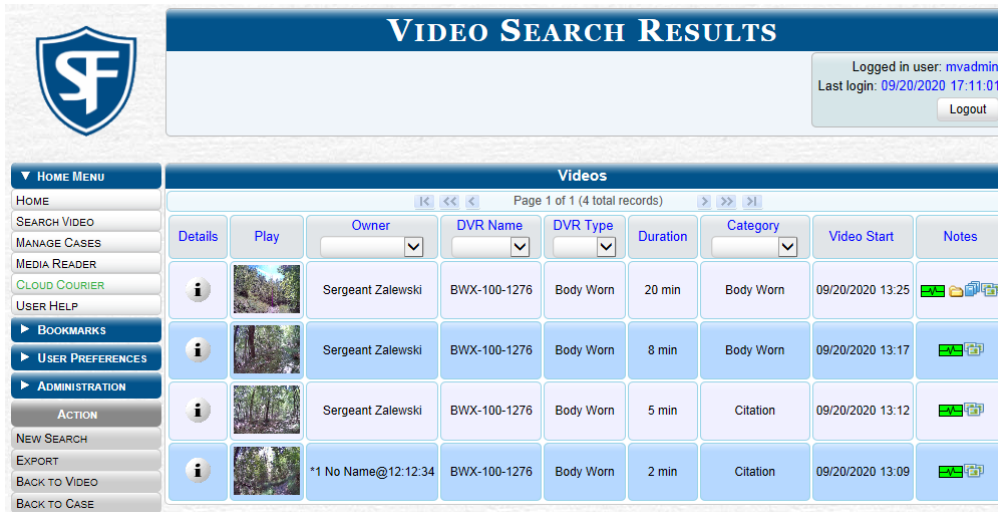 VIDEO SEARCH RESULTS
SF
Logged in user: mvadmin
Last login: 09/20/2020 17:11:01
Logout
▼ HOME MENU
HOME
SEARCH VIDEO
MANAGE CASES
MEDIA READER
CLOUD COURIER
USER HELP
▶ BOOKMARKS
▶ USER PREFERENCES
▶ ADMINISTRATION
ACTION
NEW SEARCH
EXPORT
BACK TO VIDEO
BACK TO CASE
Videos
|< << < Page 1 of 1 (4 total records) > >> >|
Details Play Owner DVR Name DVR Type Duration Category Video Start Notes
i Sergeant Zalewski BWX-100-1276 Body Worn 20 min Body Worn 09/20/2020 13:25
i Sergeant Zalewski BWX-100-1276 Body Worn 8 min Body Worn 09/20/2020 13:17
i Sergeant Zalewski BWX-100-1276 Body Worn 5 min Citation 09/20/2020 13:12
i *1 No Name@12:12:34 BWX-100-1276 Body Worn 2 min Citation 09/20/2020 13:09